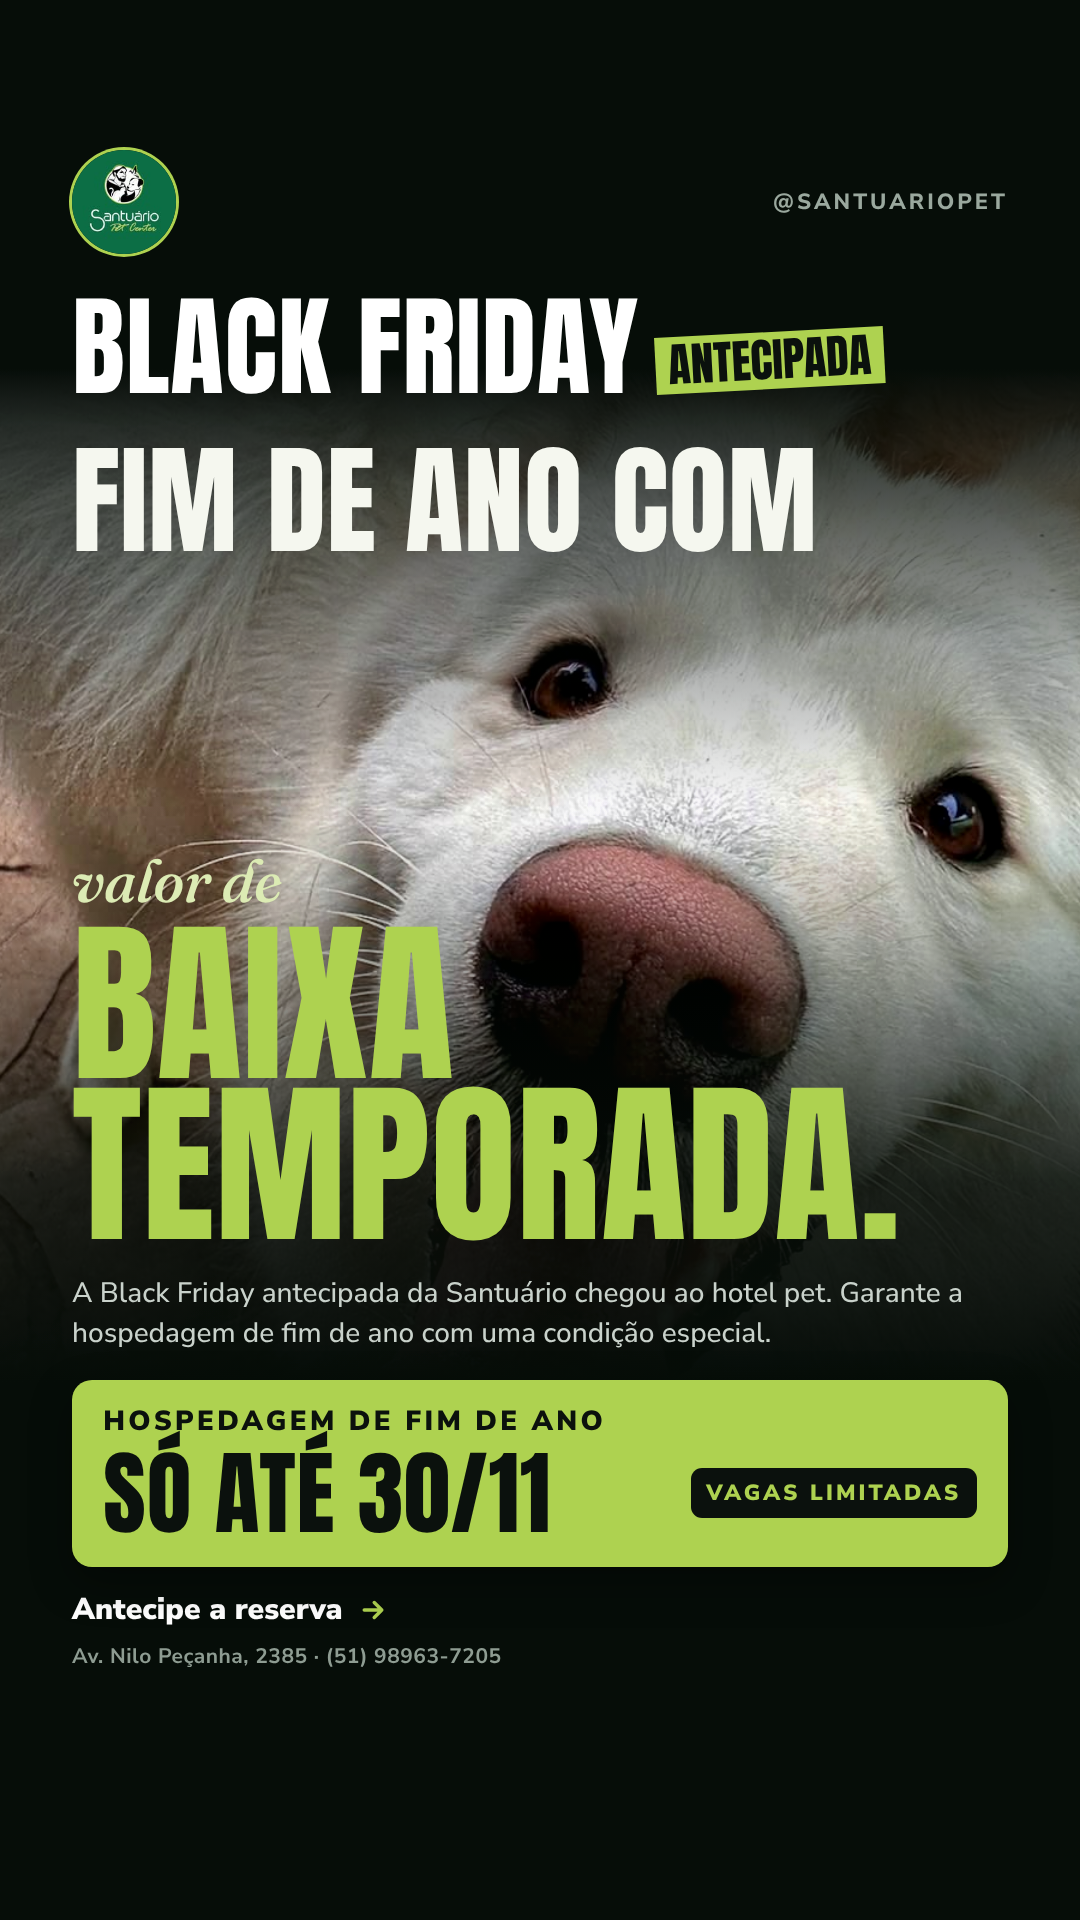 Santuário
Pet Center
@SANTUARIOPET
BLACK FRIDAY ANTECIPADA
FIM DE ANO COM
valor de
BAIXA
TEMPORADA.
A Black Friday antecipada da Santuário chegou ao hotel pet. Garante a
hospedagem de fim de ano com uma condição especial.
HOSPEDAGEM DE FIM DE ANO
SÓ ATÉ 30/11
VAGAS LIMITADAS
Antecipe a reserva →
Av. Nilo Peçanha, 2385 · (51) 98963-7205